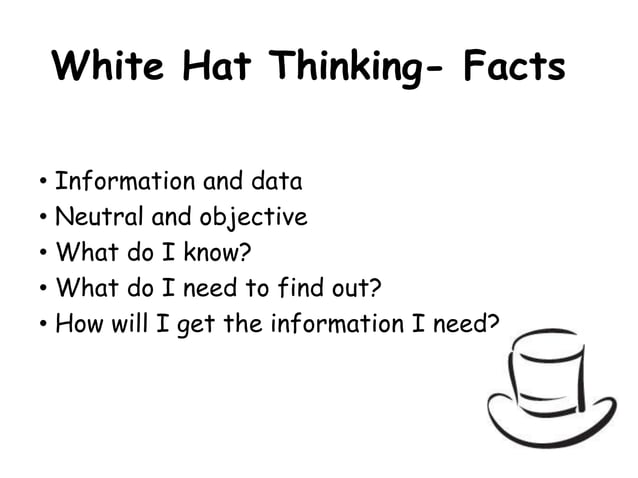 White Hat Thinking- Facts
• Information and data
• Neutral and objective
• What do I know?
• What do I need to find out?
• How will I get the information I need?